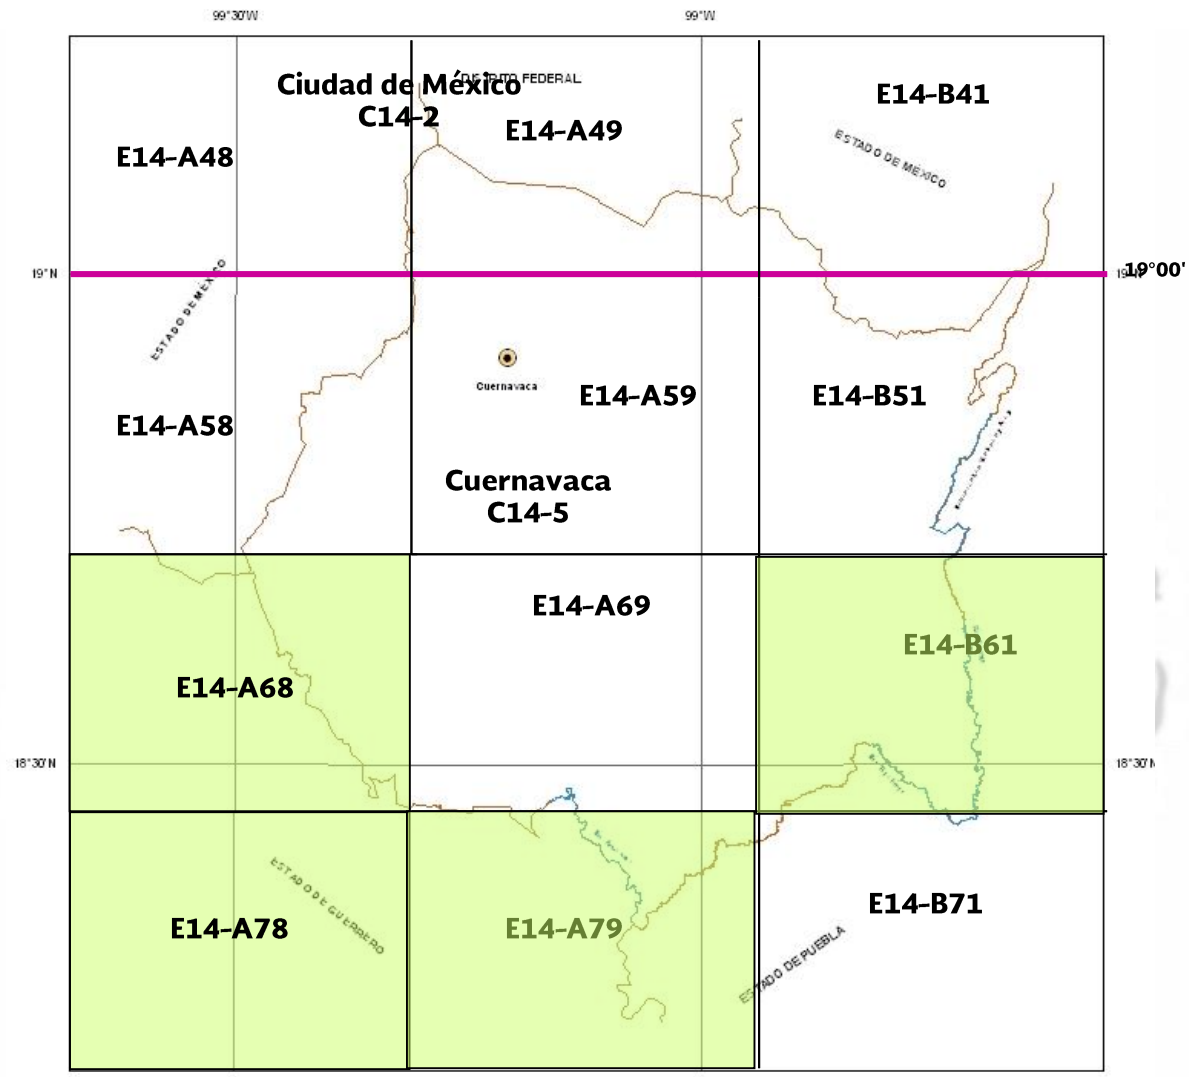 99°30'W
99°W
Ciudad de México
C14-2
DISTRITO FEDERAL
E14-B41
E14-A49
E14-A48
ESTADO DE MÉXICO
19°N
19°00'
ESTADO DE MÉXICO
Cuernavaca
E14-A59
E14-B51
E14-A58
Cuernavaca
C14-5
E14-A69
E14-B61
E14-A68
18°30'N
18°30'N
E14-B71
ESTADO DE GUERRERO
E14-A78
E14-A79
ESTADO DE PUEBLA